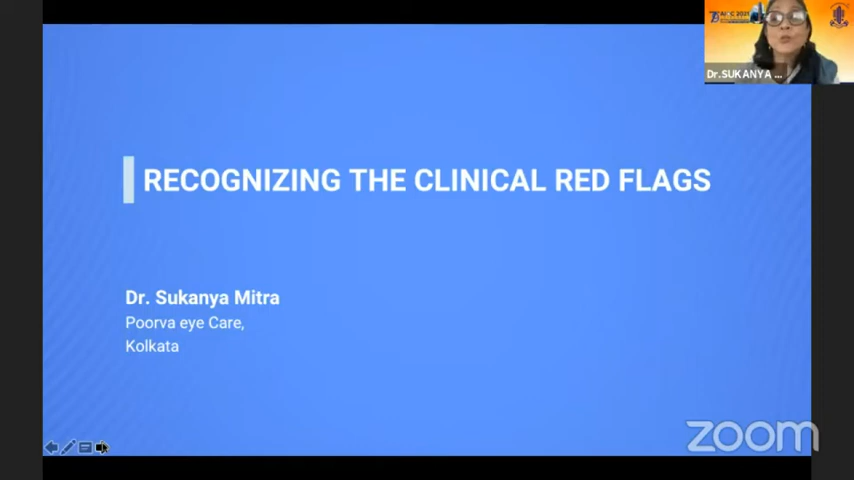 RECOGNIZING THE CLINICAL RED FLAGS
Dr. Sukanya Mitra
Poorva eye Care,
Kolkata
Dr.SUKANYA ...
zoom